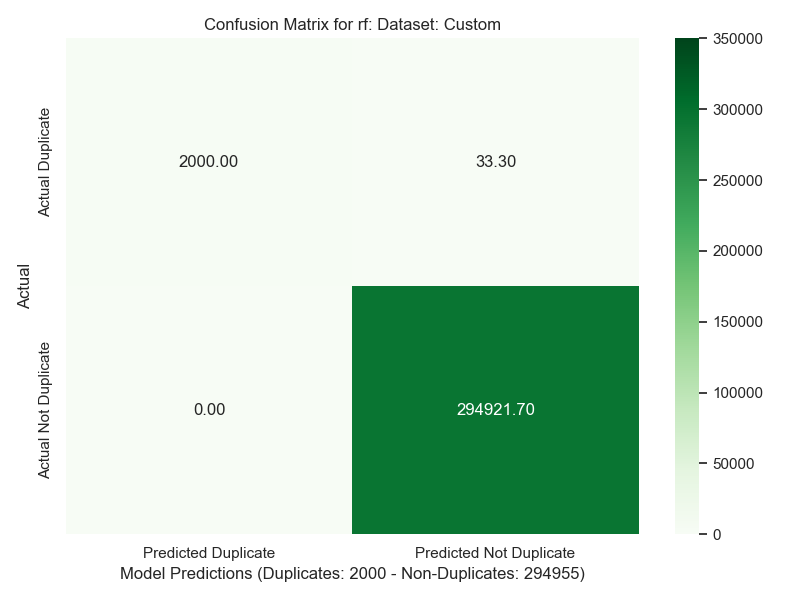 Confusion Matrix for rf: Dataset: Custom
Actual
Actual Duplicate
Actual Not Duplicate
2000.00
33.30
0.00
294921.70
Predicted Duplicate
Predicted Not Duplicate
Model Predictions (Duplicates: 2000 - Non-Duplicates: 294955)
350000
300000
250000
200000
150000
100000
50000
0